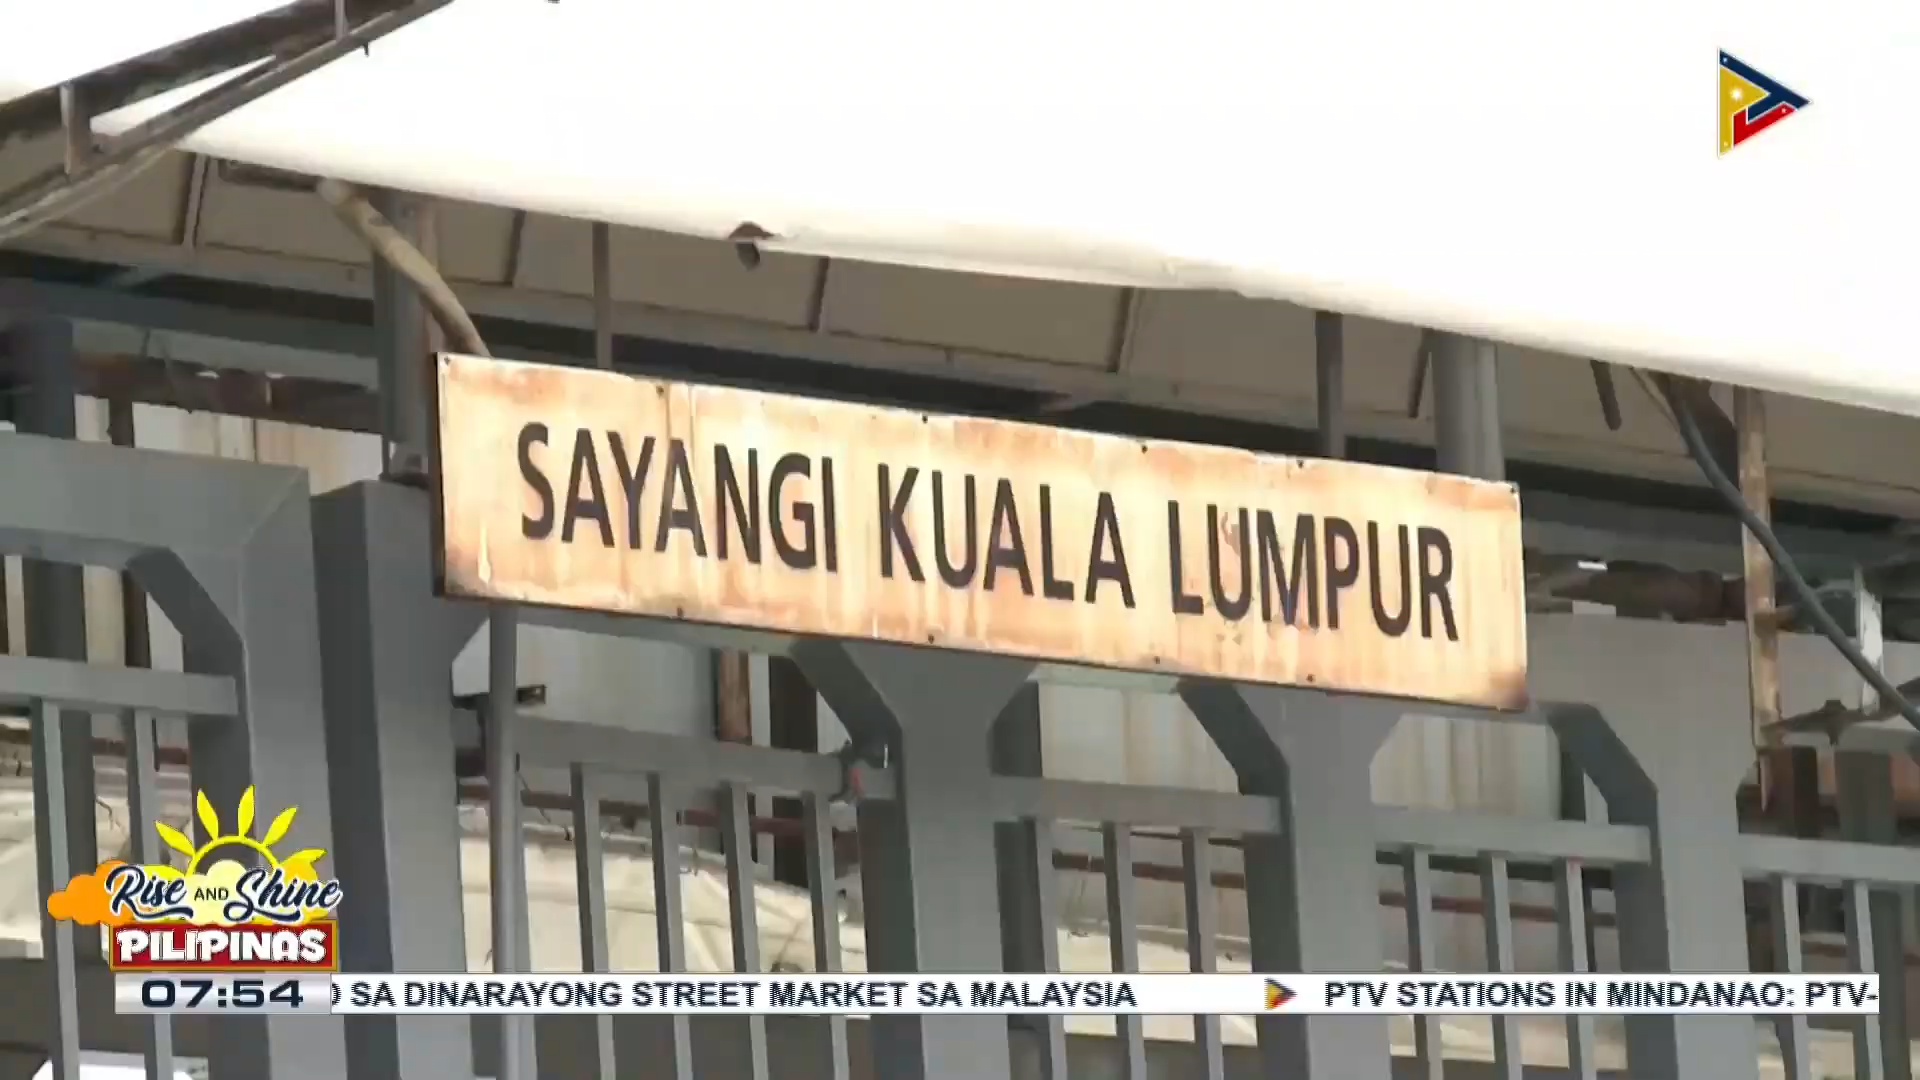 SAYANGI KUALA LUMPUR
Rise AND Shine
PILIPINAS
07:54
SA DINARAYONG STREET MARKET SA MALAYSIA
PTV STATIONS IN MINDANAO: PTV-